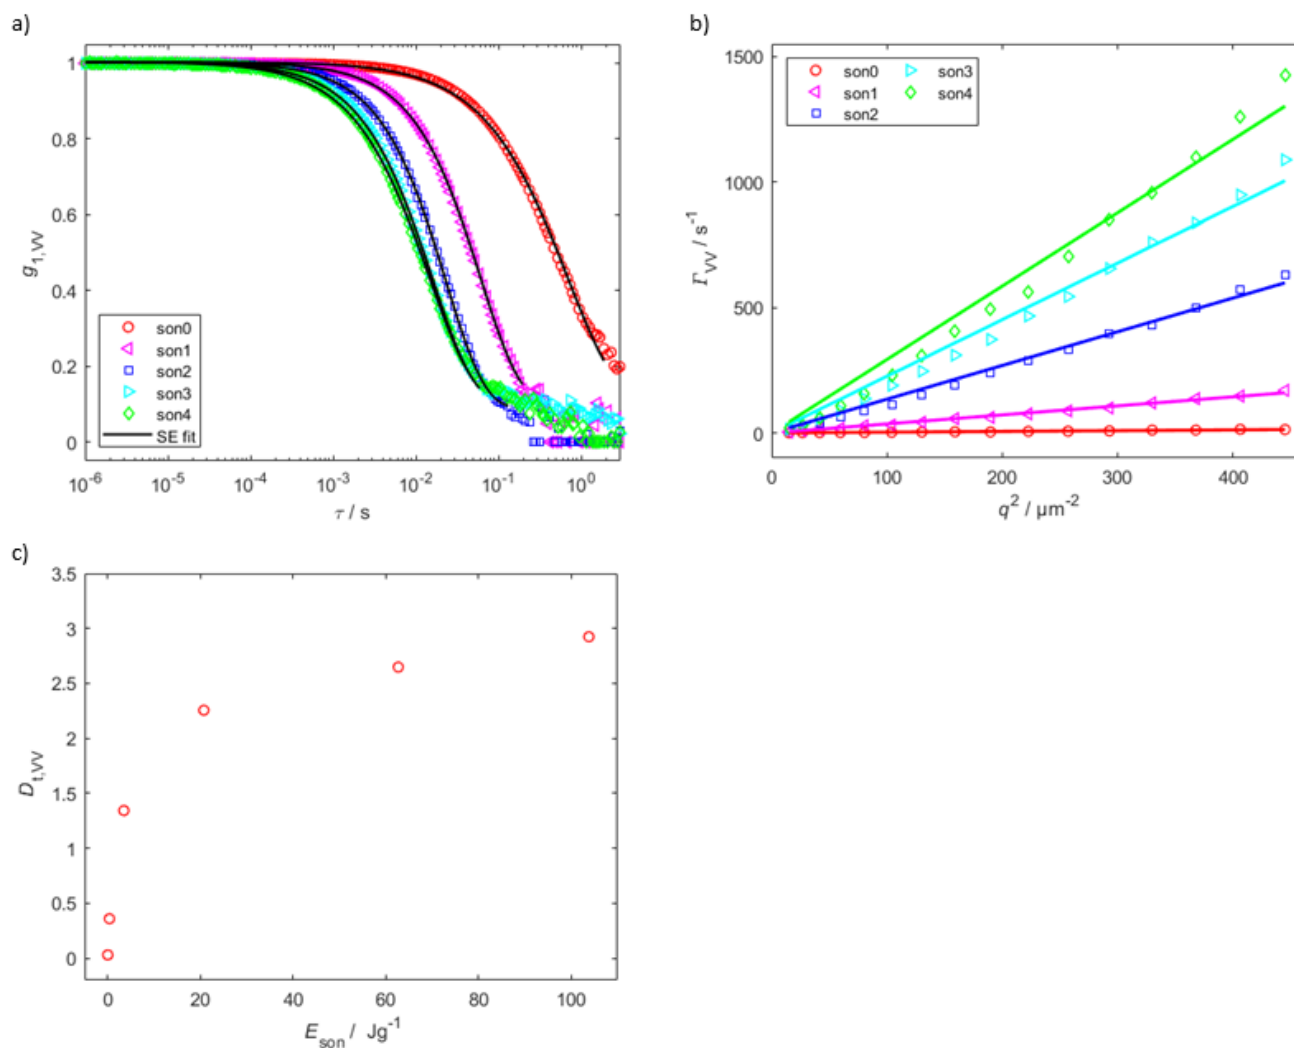 a)
1
0.8
0.6
0.4
0.2
0
g1,VV
10-6
10-5
10-4
10-3
10-2
10-1
100
τ / s
son0
son1
son2
son3
son4
SE fit
b)
1500
1000
500
0
ΓVV / s-1
100
200
300
400
q2 / μm-2
son0
son1
son2
son3
son4
c)
3.5
3
2.5
2
1.5
1
0.5
0
Dt,VV
0
20
40
60
80
100
Eson / Jg-1